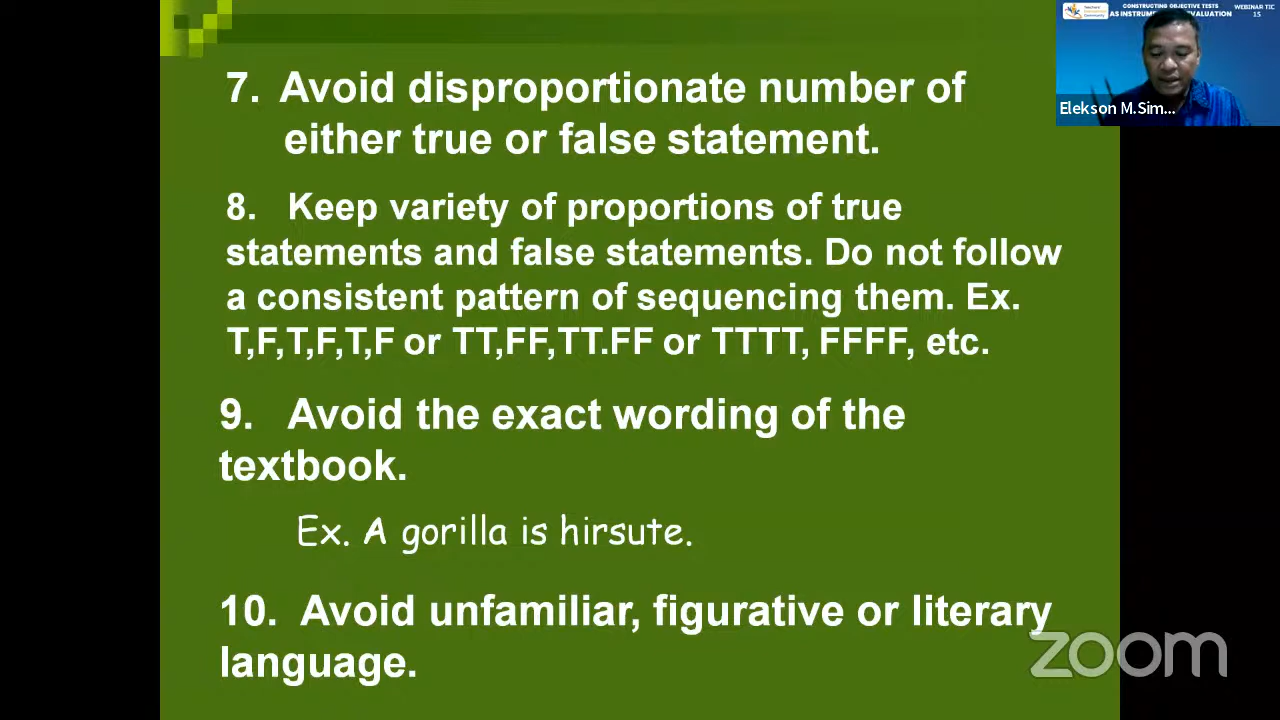 CONSTRUCTING OBJECTIVE TESTS
WEBINAR TIC
15
Elekson M.Sim...
7. Avoid disproportionate number of
either true or false statement.
8. Keep variety of proportions of true
statements and false statements. Do not follow
a consistent pattern of sequencing them. Ex.
T,F,T,F,T,F or TT,FF,TT.FF or TTTT, FFFF, etc.
9. Avoid the exact wording of the
textbook.
Ex. A gorilla is hirsute.
10. Avoid unfamiliar, figurative or literary
language.
zoom